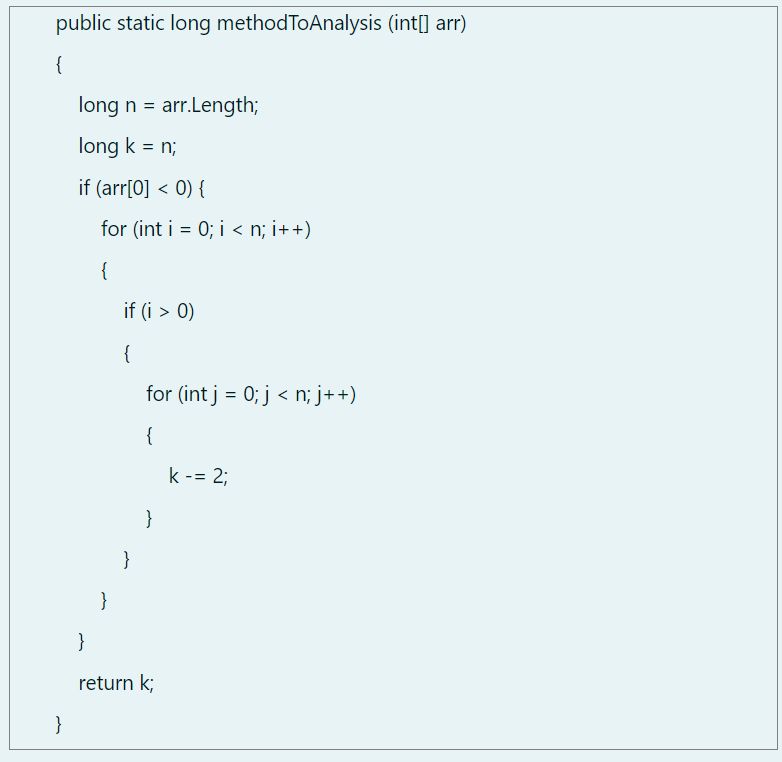 public static long methodToAnalysis (int[] arr)
{
long n = arr.Length;
long k = n;
if (arr[0] < 0) {
for (int i = 0; i < n; i++)
{
if (i > 0)
{
for (int j = 0; j < n; j++)
{
k -= 2;
}
}
}
}
return k;
}